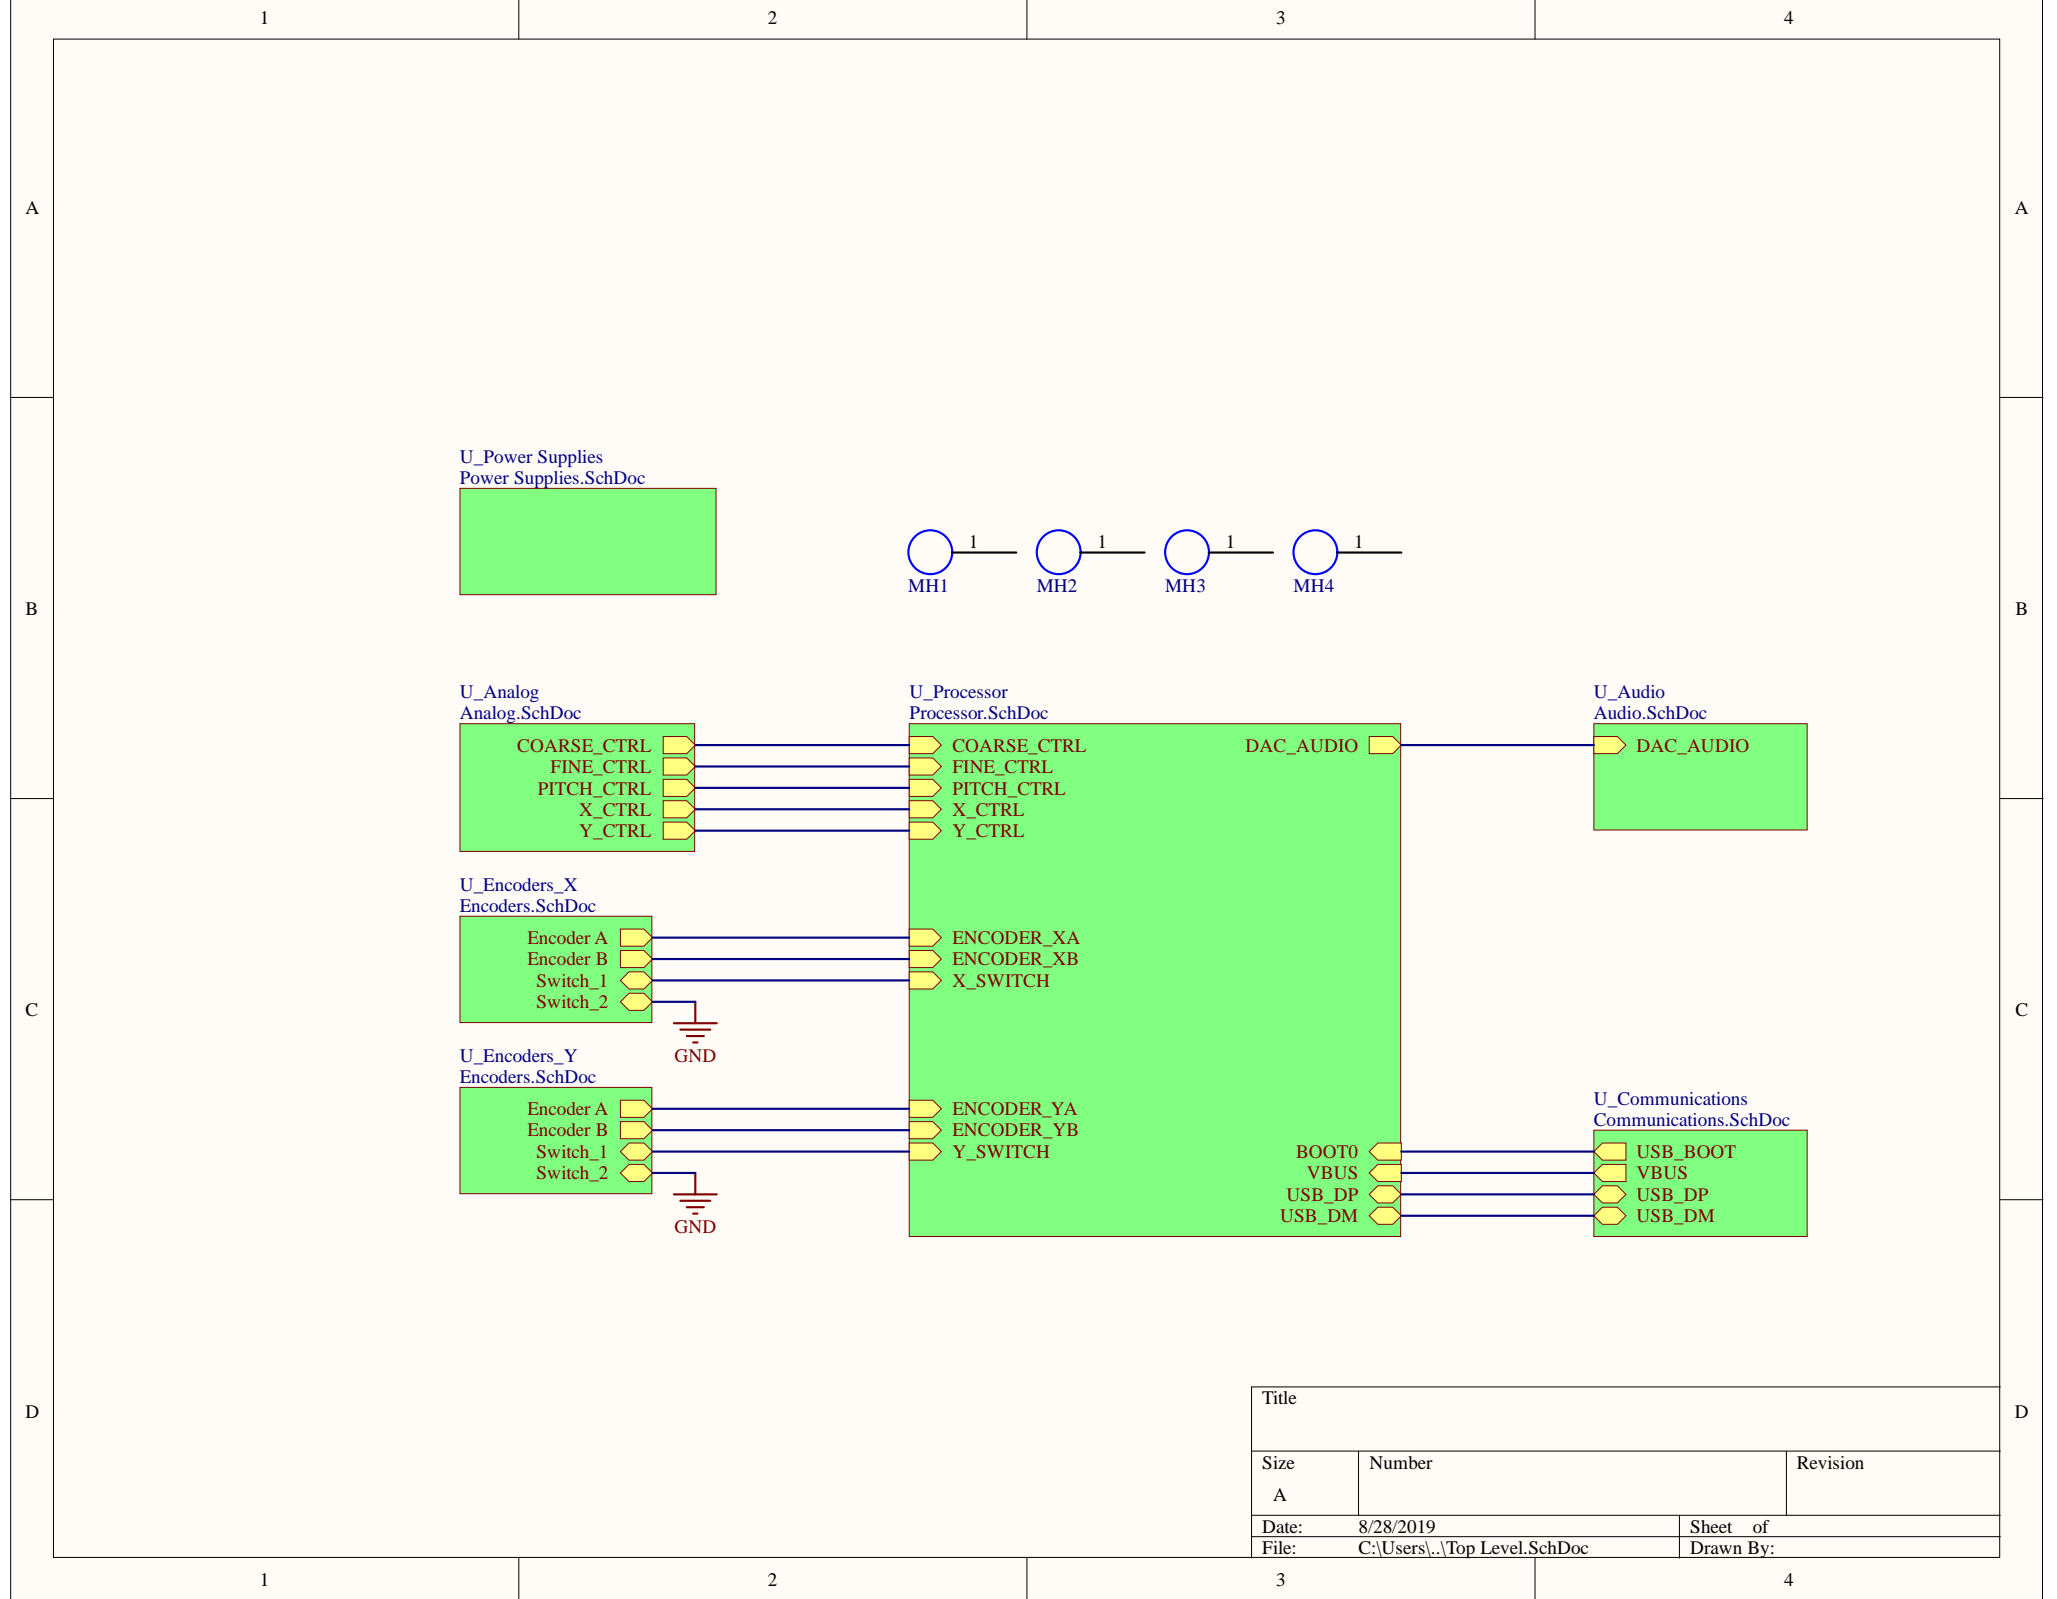 1 2 3 4
A A
U_Power Supplies
Power Supplies.SchDoc
1 1 1 1
MH1 MH2 MH3 MH4
B B
U_Analog
Analog.SchDoc
COARSE_CTRL
FINE_CTRL
PITCH_CTRL
X_CTRL
Y_CTRL
U_Processor
Processor.SchDoc
COARSE_CTRL
FINE_CTRL
PITCH_CTRL
X_CTRL
Y_CTRL
DAC_AUDIO
U_Audio
Audio.SchDoc
DAC_AUDIO
U_Encoders_X
Encoders.SchDoc
Encoder A
Encoder B
Switch_1
Switch_2
GND
ENCODER_XA
ENCODER_XB
X_SWITCH
C C
U_Encoders_Y
Encoders.SchDoc
Encoder A
Encoder B
Switch_1
Switch_2
GND
ENCODER_YA
ENCODER_YB
Y_SWITCH
BOOT0
VBUS
USB_DP
USB_DM
U_Communications
Communications.SchDoc
USB_BOOT
VBUS
USB_DP
USB_DM
D D
Title
Size Number Revision
A
Date: 8/28/2019 Sheet of
File: C:\Users\..\Top Level.SchDoc Drawn By:
1 2 3 4